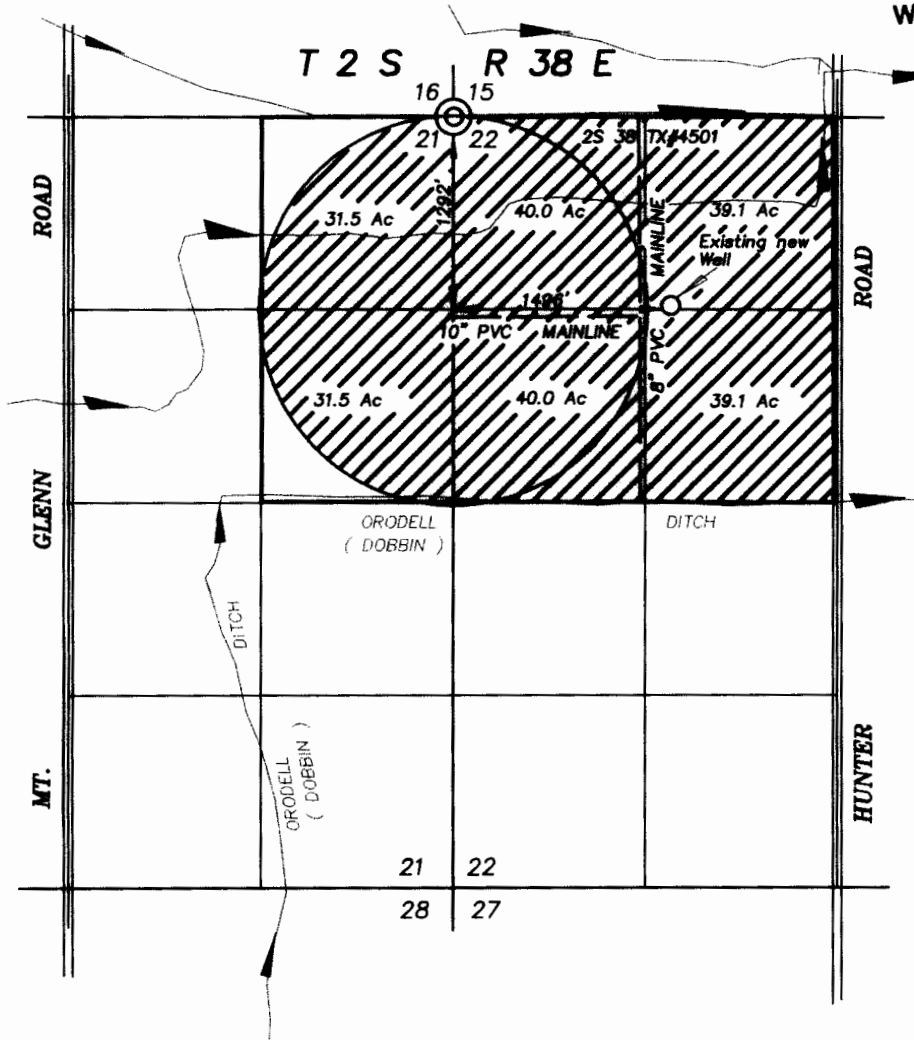 W
T 2 S R 38 E
16 15
21 22
2S 38 TX#4501
ROAD
1292'
31.5 Ac
40.0 Ac
39.1 Ac
MAINLINE
Existing new
Well
ROAD
1496'
10" PVC MAINLINE
8" PVC
31.5 Ac
40.0 Ac
39.1 Ac
GLENN
ORODELL
( DOBBIN )
DITCH
DITCH
ORODELL
( DOBBIN )
MT.
HUNTER
21 22
28 27